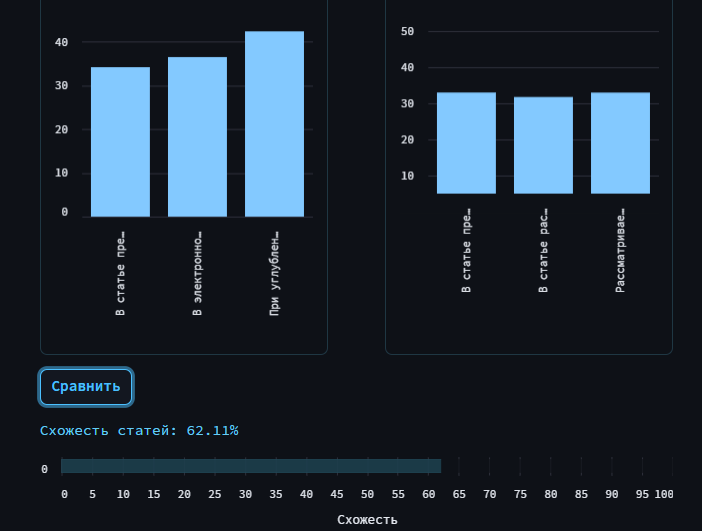 40
30
20
10
0
В статье пре…
В электронно…
При углублен…
50
40
30
20
10
В статье пре…
В статье рас…
Рассматривае…
Сравнить
Схожесть статей: 62.11%
0
0 5 10 15 20 25 30 35 40 45 50 55 60 65 70 75 80 85 90 95 100
Схожесть